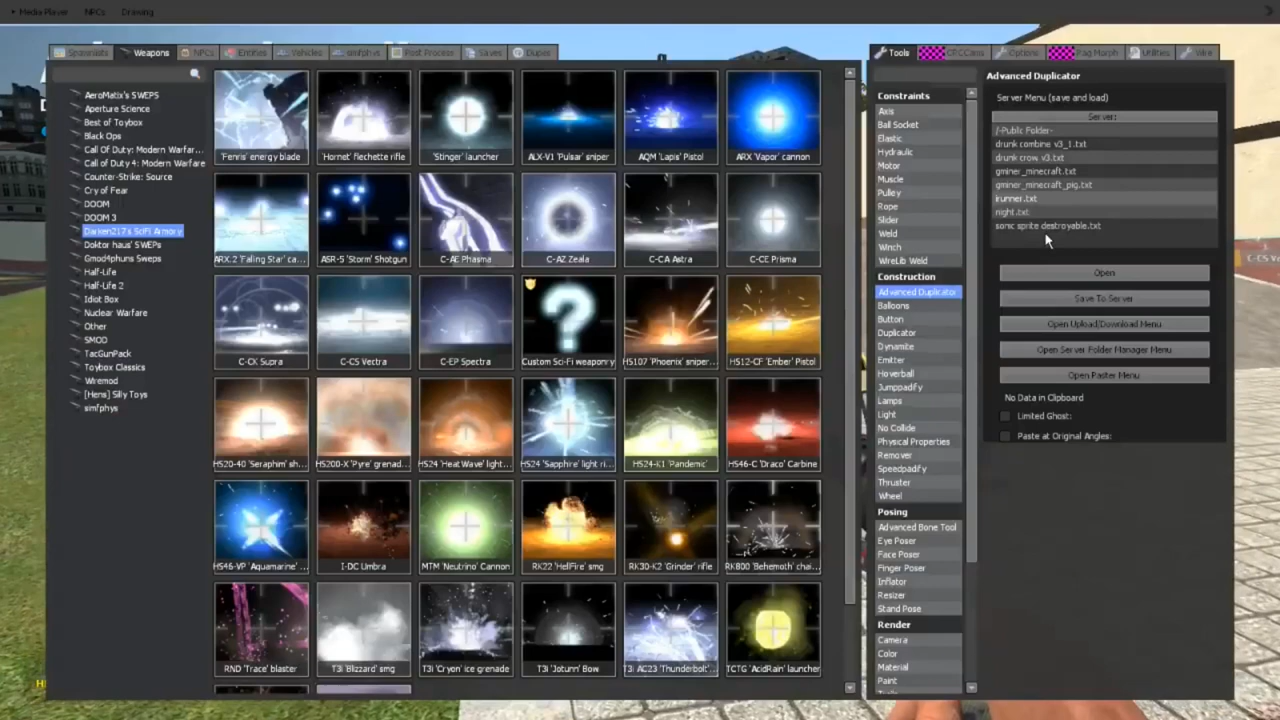 Media Player NPCs Drawing
Spawnlists Weapons NPCs Entities Vehicles simfphys Post Process Saves Dupes
Tools CPCCams Options Rag Morph Utilities Wire
AeroMatix's SWEPS
Aperture Science
Best of Toybox
Black Ops
Call Of Duty: Modern Warfar...
Call of Duty 4: Modern Warfare
Counter-Strike: Source
Cry of Fear
DOOM
DOOM 3
Darken217's SciFi Armory
Doktor haus' SWEPs
Gmod4phuns Sweps
Half-Life
Half-Life 2
Idiot Box
Nuclear Warfare
Other
SMOD
TacGunPack
Toybox Classics
Wiremod
[Hens] Silly Toys
simfphys
'Fenris' energy blade
'Hornet' flechette rifle
'Stinger' launcher
ALX-V1 'Pulsar' sniper
AQM 'Lapis' Pistol
ARX 'Vapor' cannon
ARX.2 'Falling Star' ca...
ASR-5 'Storm' Shotgun
C-AE Phasma
C-AZ Zeala
C-CA Astra
C-CE Prisma
C-CX Supra
C-CS Vectra
C-EP Spectra
Custom Sci-Fi weaponry
HS107 'Phoenix' sniper...
HS12-CF 'Ember' Pistol
HS20-40 'Seraphim' sh...
HS200-X 'Pyre' grenad...
HS24 'HeatWave' light...
HS24 'Sapphire' light ri...
HS24-K1 'Pandemic'
HS46-C 'Draco' Carbine
HS46-VP 'Aquamarine' ...
I-DC Umbra
MTM 'Neutrino' Cannon
RK22 'HellFire' smg
RK30-K2 'Grinder' rifle
RK800 'Behemoth' chai...
RND 'Trace' blaster
T3i 'Blizzard' smg
T3i 'Cryon' ice grenade
T3i 'Jotunn' Bow
T3i AC23 'Thunderbolt'...
TCTG 'AcidRain' launcher
Constraints
Axis
Ball Socket
Elastic
Hydraulic
Motor
Muscle
Pulley
Rope
Slider
Weld
Winch
WireLib Weld
Construction
Advanced Duplicator
Balloons
Button
Duplicator
Dynamite
Emitter
Hoverball
Jumppadify
Lamps
Light
No Collide
Physical Properties
Remover
Speedpadify
Thruster
Wheel
Posing
Advanced Bone Tool
Eye Poser
Face Poser
Finger Poser
Inflator
Resizer
Stand Pose
Render
Camera
Color
Material
Paint
Advanced Duplicator
Server Menu (save and load)
Server:
/-Public Folder-
drunk combine v3_1.txt
drunk crow v3.txt
gminer_minecraft.txt
gminer_minecraft_pig.txt
irunner.txt
night.txt
sonic sprite destroyable.txt
Open
Save To Server
Open Upload/Download Menu
Open Server Folder Manager Menu
Open Paster Menu
No Data in Clipboard
Limited Ghost:
Paste at Original Angles: